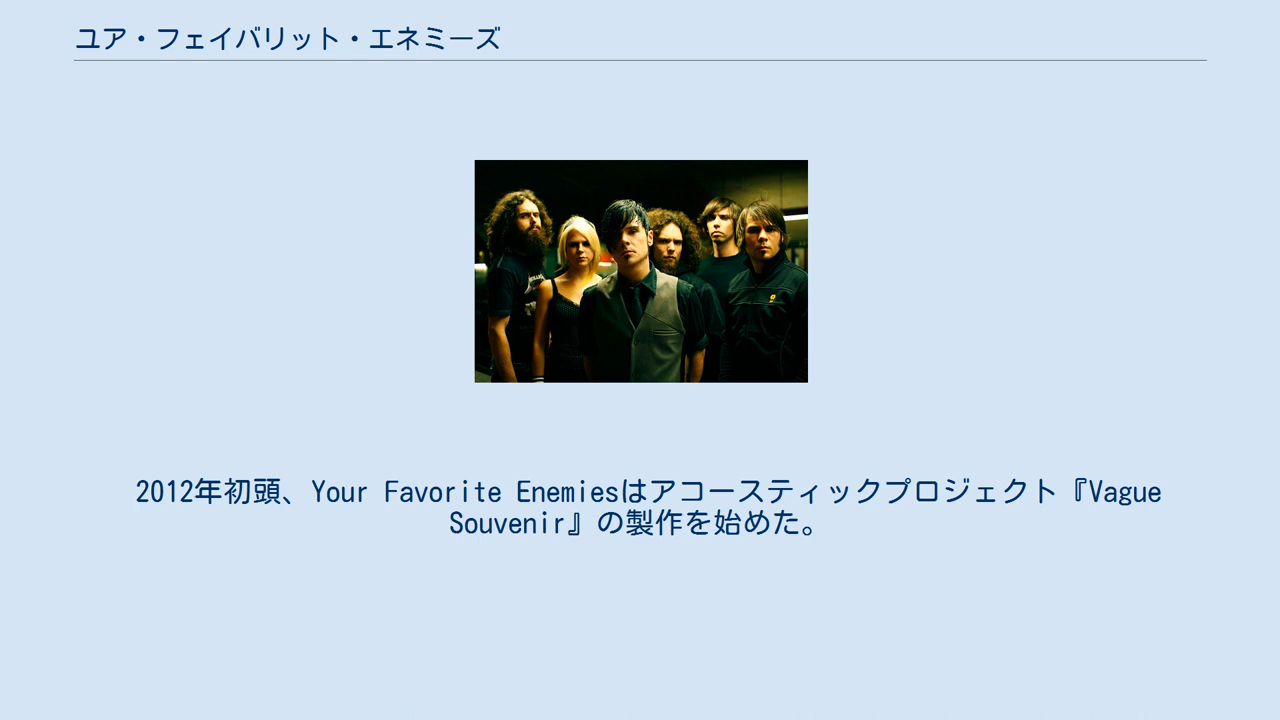 ユア・フェイバリット・エネミーズ
2012年初頭、Your Favorite Enemiesはアコースティックプロジェクト『Vague
Souvenir』の製作を始めた。